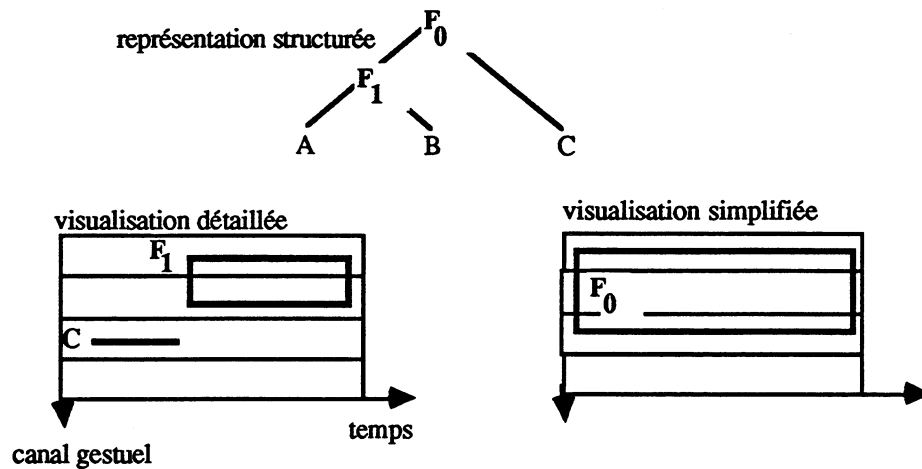 F0
représentation structurée
F1
A B C
visualisation détaillée
visualisation simplifiée
F1
F0
C
temps
canal gestuel